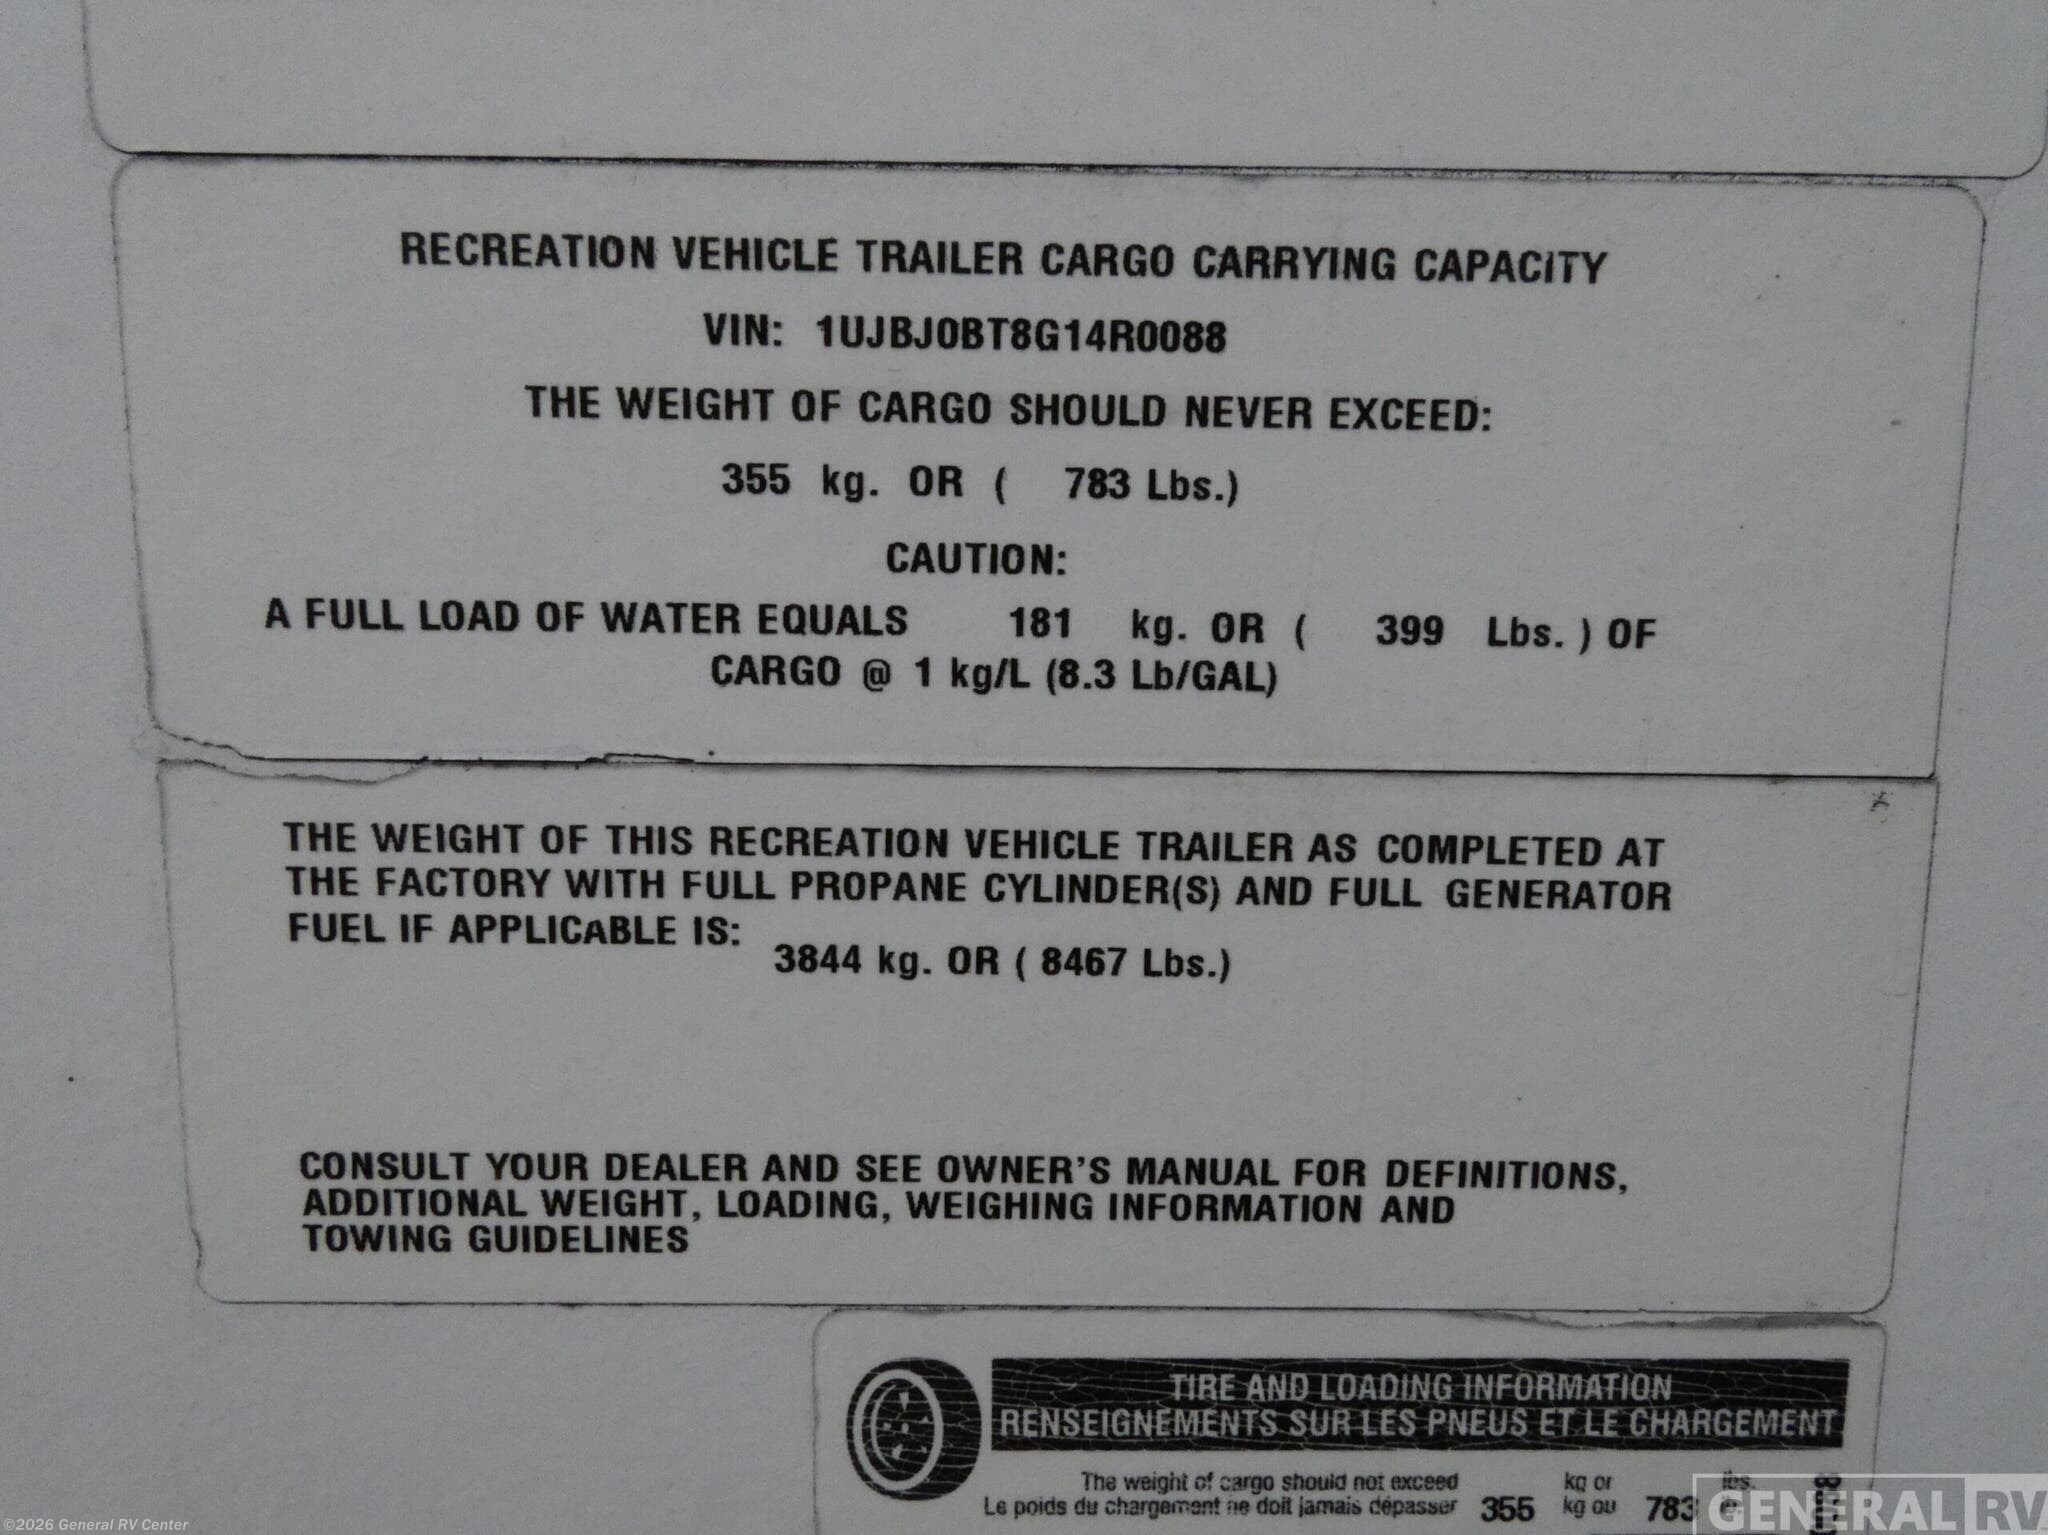 RECREATION VEHICLE TRAILER CARGO CARRYING CAPACITY
VIN: 1UJBJ0BT8G14R0088
THE WEIGHT OF CARGO SHOULD NEVER EXCEED:
355 kg. OR ( 783 Lbs.)
CAUTION:
A FULL LOAD OF WATER EQUALS 181 kg. OR ( 399 Lbs. ) OF
CARGO @ 1 kg/L (8.3 Lb/GAL)
THE WEIGHT OF THIS RECREATION VEHICLE TRAILER AS COMPLETED AT
THE FACTORY WITH FULL PROPANE CYLINDER(S) AND FULL GENERATOR
FUEL IF APPLICABLE IS:
3844 kg. OR ( 8467 Lbs.)
CONSULT YOUR DEALER AND SEE OWNER'S MANUAL FOR DEFINITIONS,
ADDITIONAL WEIGHT, LOADING, WEIGHING INFORMATION AND
TOWING GUIDELINES
TIRE AND LOADING INFORMATION
RENSEIGNEMENTS SUR LES PNEUS ET LE CHARGEMENT
The weight of cargo should not exceed kg or lbs.
Le poids du chargement ne doit jamais dépasser 355 kg ou 783
GENERAL RV
©2026 General RV Center